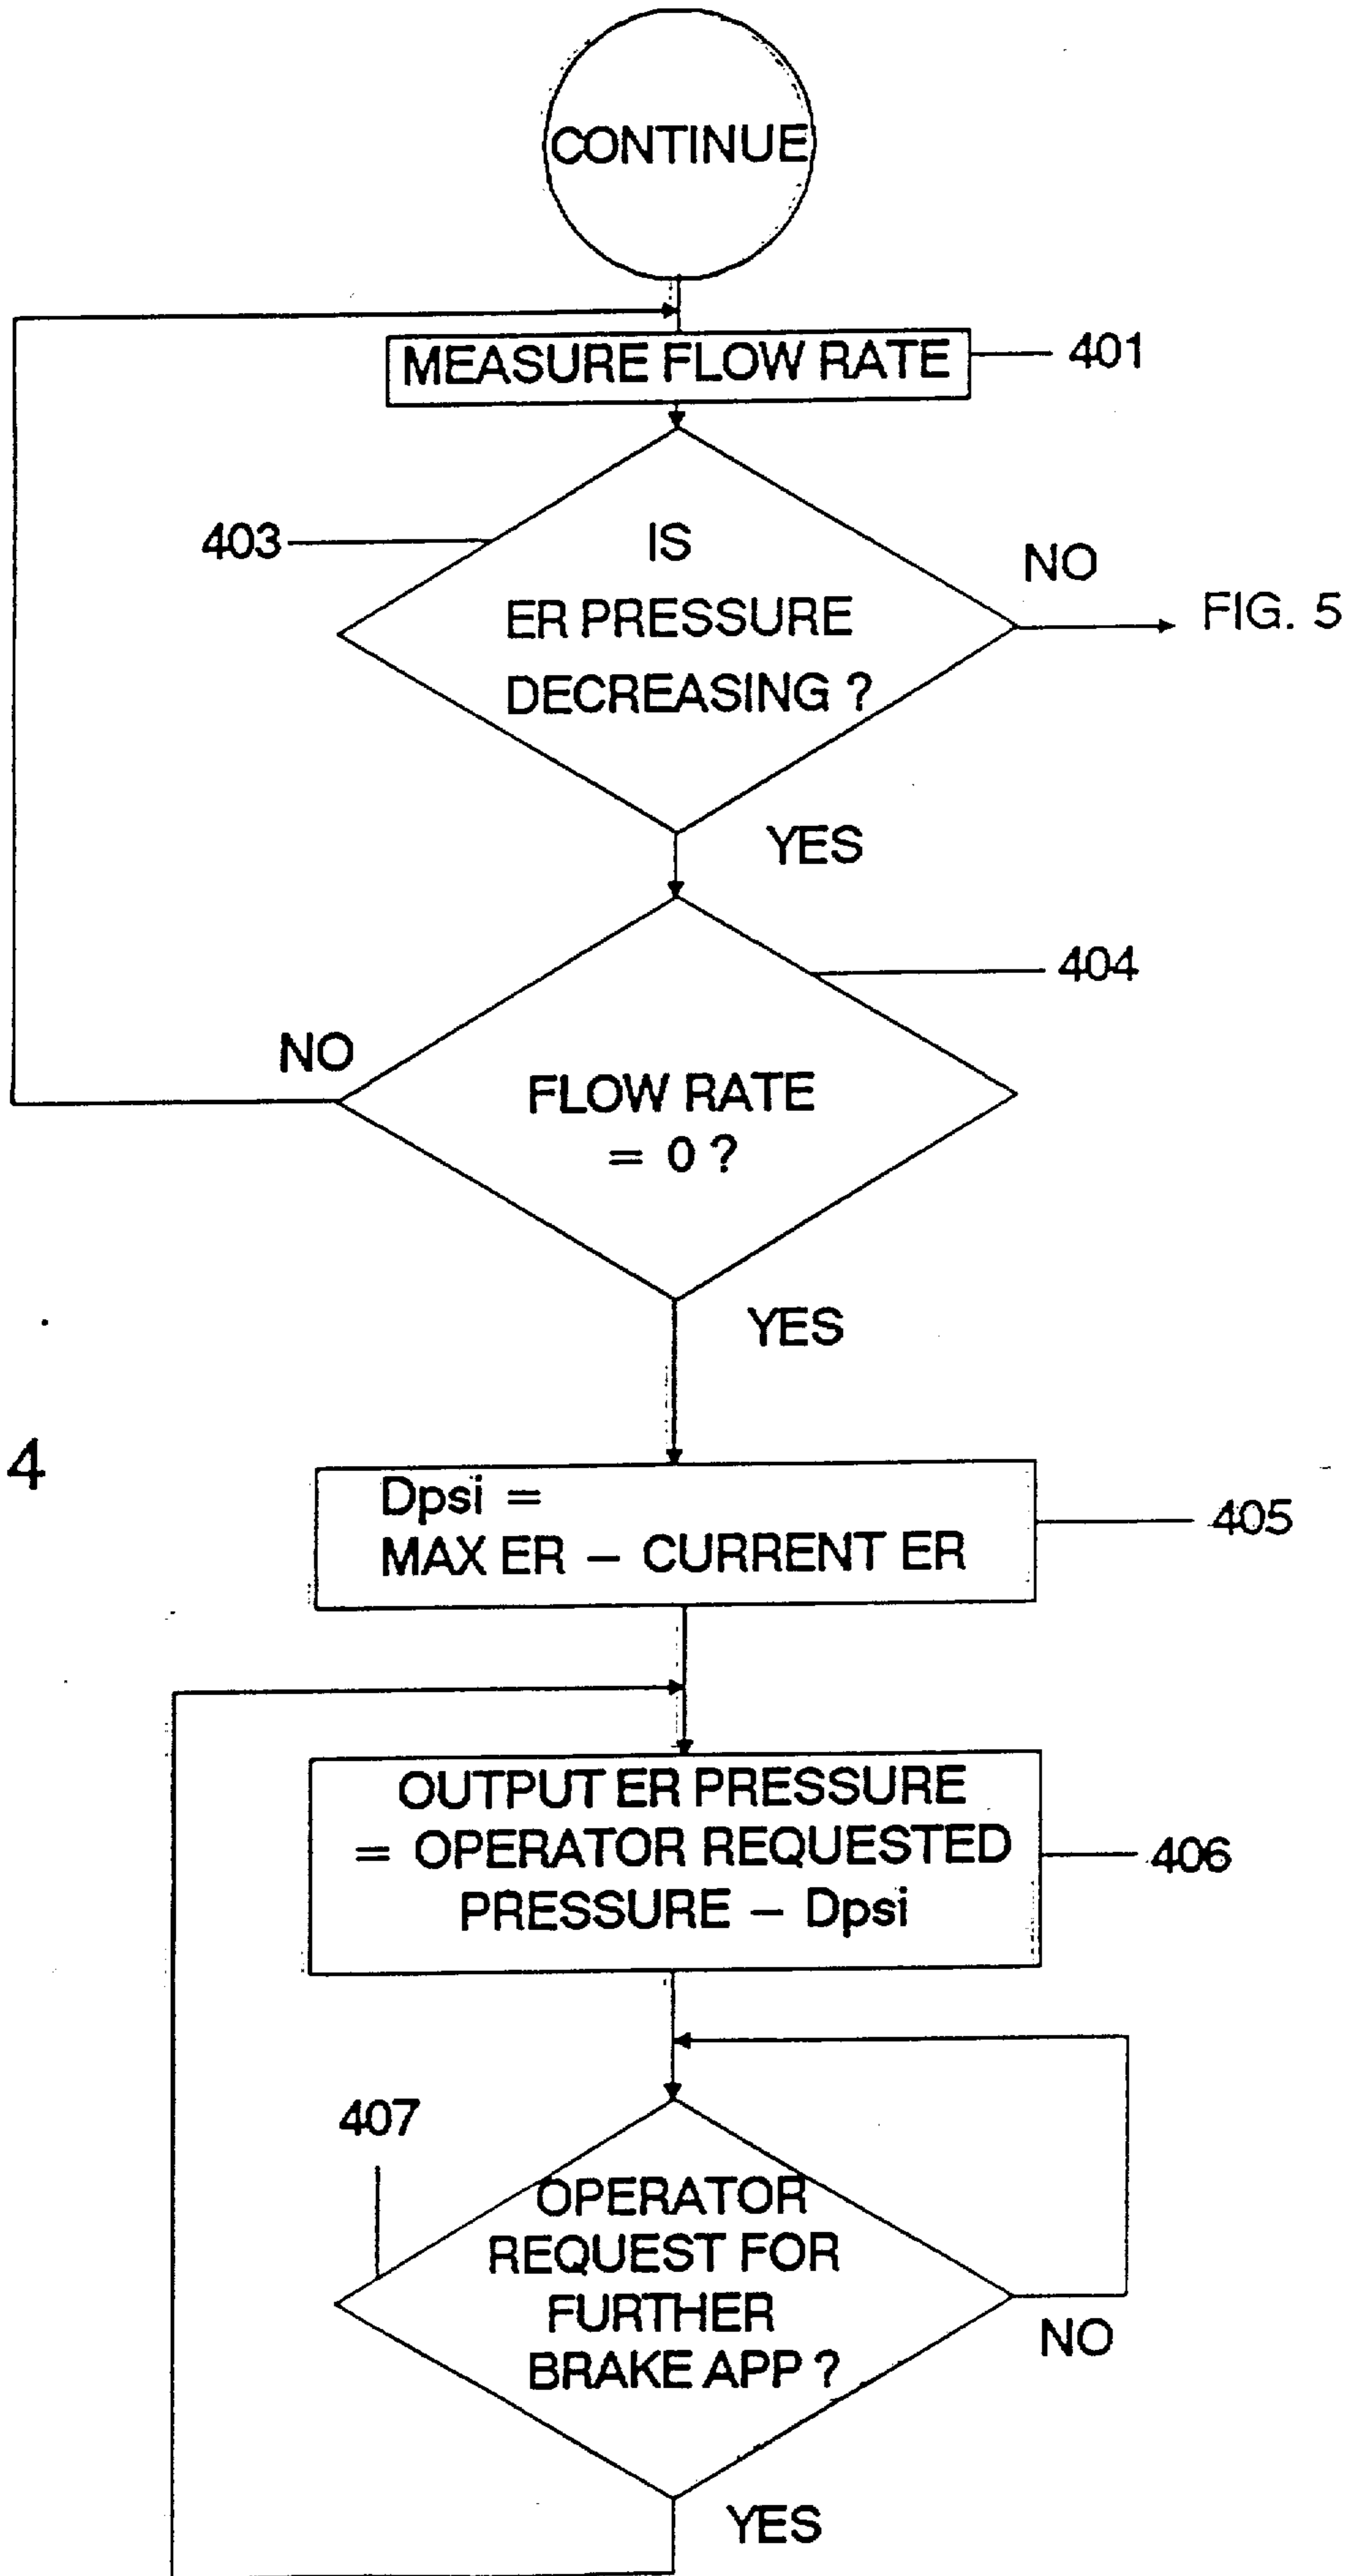 CONTINUE
MEASURE FLOW RATE
401
403
IS
ER PRESSURE
DECREASING ?
NO
FIG. 5
YES
404
NO
FLOW RATE
= 0 ?
YES
4
Dpsi =
MAX ER – CURRENT ER
405
OUTPUT ER PRESSURE
= OPERATOR REQUESTED
PRESSURE – Dpsi
406
407
OPERATOR
REQUEST FOR
FURTHER
BRAKE APP ?
NO
YES